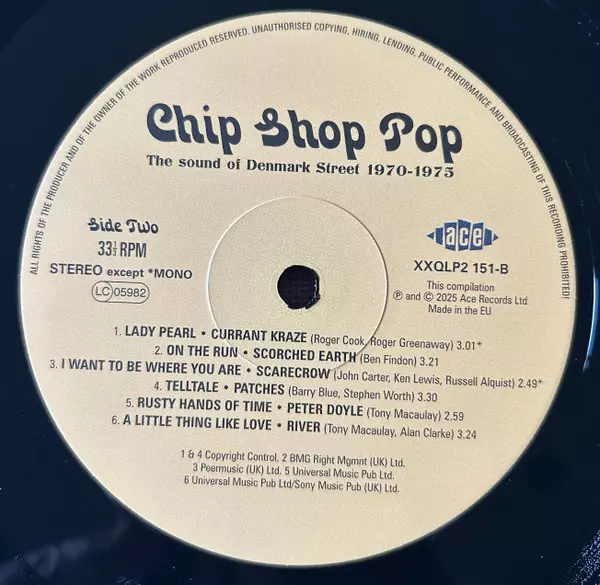 ALL RIGHTS OF THE PRODUCER AND OF THE OWNER OF THE WORK REPRODUCED RESERVED. UNAUTHORISED COPYING, HIRING, LENDING, PUBLIC PERFORMANCE AND BROADCASTING OF THIS RECORDING PROHIBITED!
Chip Shop Pop
The sound of Denmark Street 1970-1975
Side Two
33⅓ RPM
STEREO except *MONO
LC 05982
ace
XXQLP2 151-B
This compilation
Ⓟ and © 2025 Ace Records Ltd
Made in the EU
1. LADY PEARL • CURRANT KRAZE (Roger Cook, Roger Greenaway) 3.01*
2. ON THE RUN • SCORCHED EARTH (Ben Findon) 3.21
3. I WANT TO BE WHERE YOU ARE • SCARECROW (John Carter, Ken Lewis, Russell Alquist) 2.49*
4. TELLTALE • PATCHES (Barry Blue, Stephen Worth) 3.30
5. RUSTY HANDS OF TIME • PETER DOYLE (Tony Macaulay) 2.59
6. A LITTLE THING LIKE LOVE • RIVER (Tony Macaulay, Alan Clarke) 3.24
1 & 4 Copyright Control. 2 BMG Right Mgmnt (UK) Ltd.
3 Peermusic (UK) Ltd. 5 Universal Music Pub Ltd.
6 Universal Music Pub Ltd/Sony Music Pub (UK) Ltd.